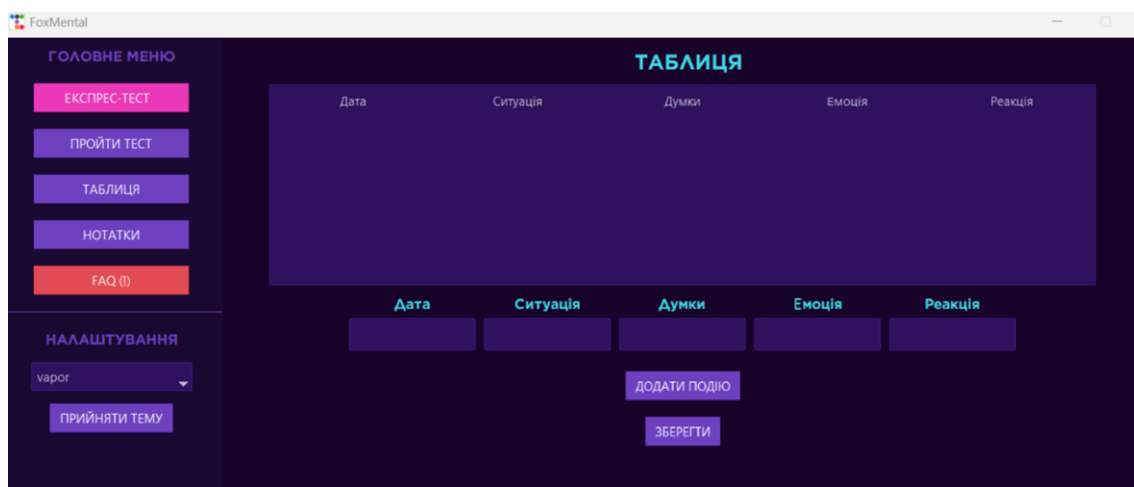 FoxMental
ГОЛОВНЕ МЕНЮ
ЕКСПРЕС-ТЕСТ
ПРОЙТИ ТЕСТ
ТАБЛИЦЯ
НОТАТКИ
FAQ (!)
НАЛАШТУВАННЯ
vapor
ПРИЙНЯТИ ТЕМУ
ТАБЛИЦЯ
Дата Ситуація Думки Емоція Реакція
Дата Ситуація Думки Емоція Реакція
ДОДАТИ ПОДІЮ
ЗБЕРЕГТИ